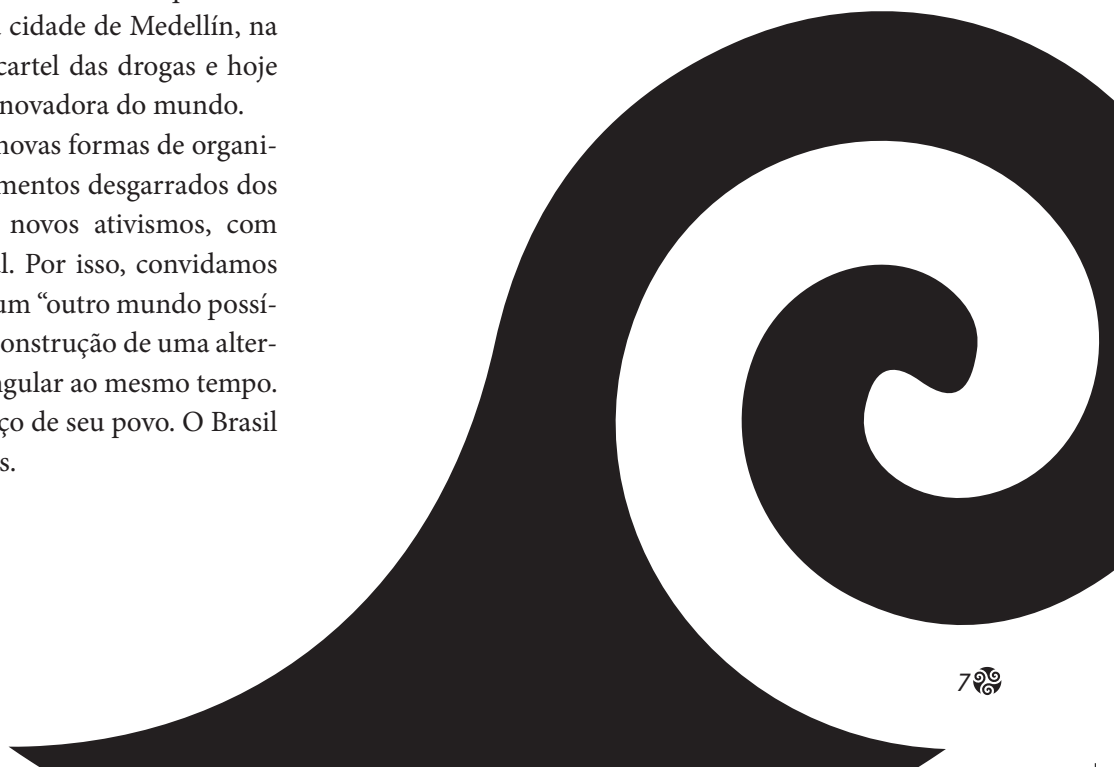 cidade de Medellín, na
cartel das drogas e hoje
novadora do mundo.
novas formas de organi-
mentos desgarrados dos
novos ativismos, com
l. Por isso, convidamos
um “outro mundo possí-
onstrução de uma alter-
ngular ao mesmo tempo.
ço de seu povo. O Brasil
s.
7